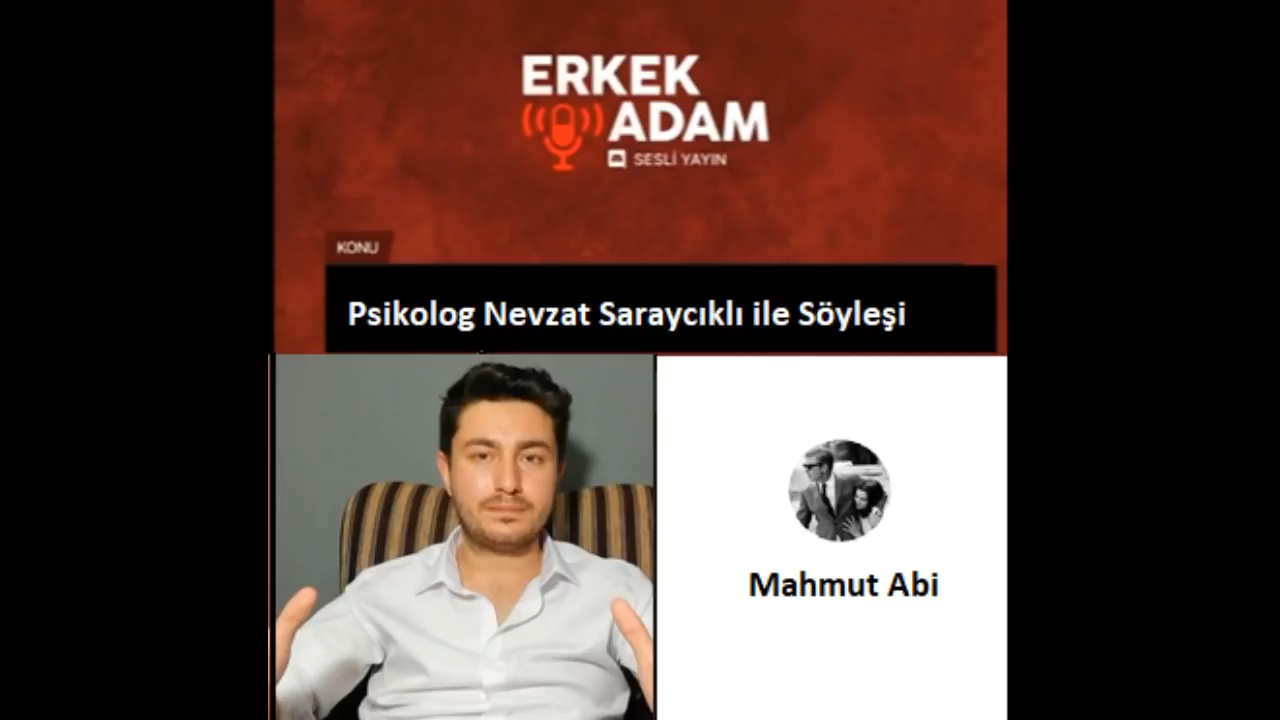 ERKEK
ADAM
SESLİ YAYIN
KONU
Psikolog Nevzat Saraycıklı ile Söyleşi
Mahmut Abi